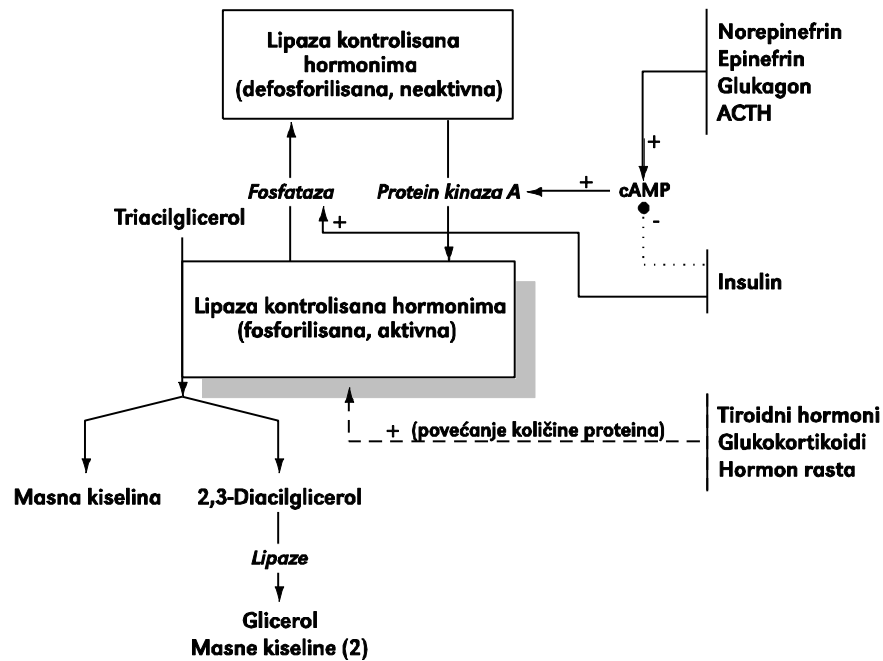 Lipaza kontrolisana
hormonima
(defosforilisana, neaktivna)
Norepinefrin
Epinefrin
Glukagon
ACTH
+
Fosfataza
Protein kinaza A
+
cAMP
Triacilglicerol
+
-
Insulin
Lipaza kontrolisana hormonima
(fosforilisana, aktivna)
+ (povećanje količine proteina)
Tiroidni hormoni
Glukokortikoidi
Hormon rasta
Masna kiselina
2,3-Diacilglicerol
Lipaze
Glicerol
Masne kiseline (2)